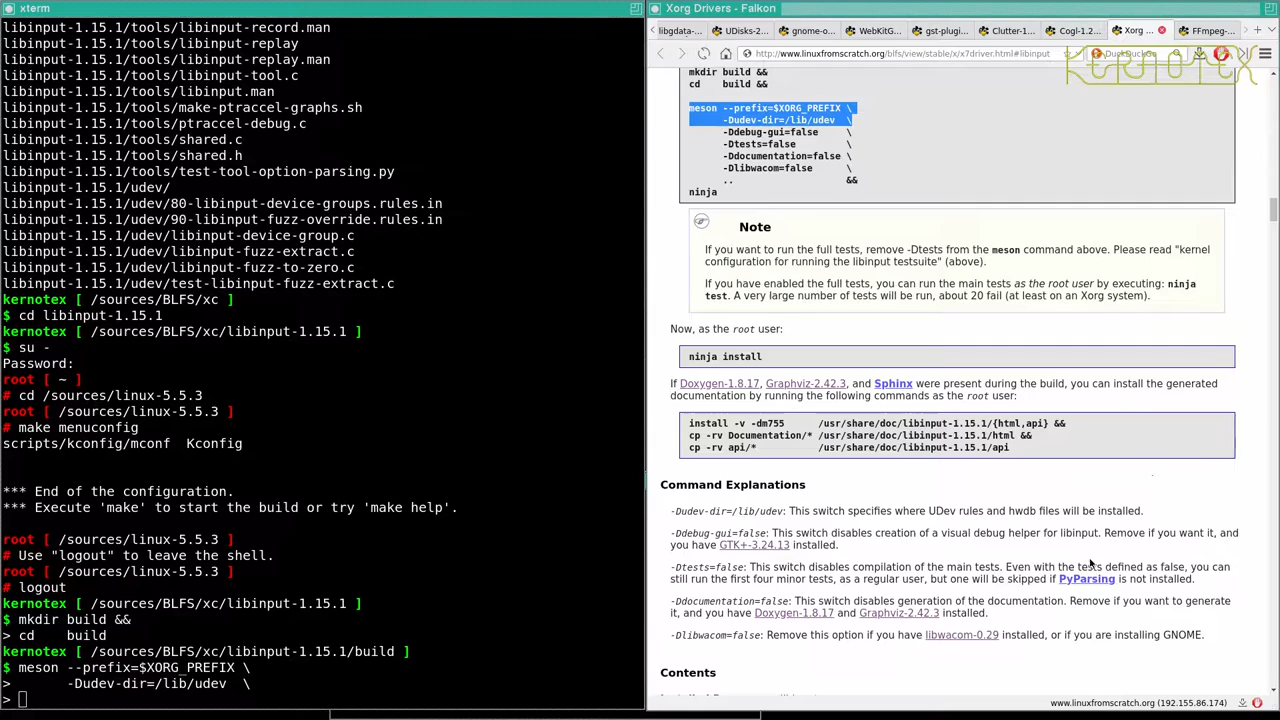 xterm
libinput-1.15.1/tools/libinput-record.man
libinput-1.15.1/tools/libinput-replay
libinput-1.15.1/tools/libinput-replay.man
libinput-1.15.1/tools/libinput-tool.c
libinput-1.15.1/tools/libinput.man
libinput-1.15.1/tools/make-ptraccel-graphs.sh
libinput-1.15.1/tools/ptraccel-debug.c
libinput-1.15.1/tools/shared.c
libinput-1.15.1/tools/shared.h
libinput-1.15.1/tools/test-tool-option-parsing.py
libinput-1.15.1/udev/
libinput-1.15.1/udev/80-libinput-device-groups.rules.in
libinput-1.15.1/udev/90-libinput-fuzz-override.rules.in
libinput-1.15.1/udev/libinput-device-group.c
libinput-1.15.1/udev/libinput-fuzz-extract.c
libinput-1.15.1/udev/libinput-fuzz-to-zero.c
libinput-1.15.1/udev/test-libinput-fuzz-extract.c
kernotex [ /sources/BLFS/xc ]
$ cd libinput-1.15.1
kernotex [ /sources/BLFS/xc/libinput-1.15.1 ]
$ su -
Password:
root [ ~ ]
# cd /sources/linux-5.5.3
root [ /sources/linux-5.5.3 ]
# make menuconfig
scripts/kconfig/mconf  Kconfig
*** End of the configuration.
*** Execute 'make' to start the build or try 'make help'.
root [ /sources/linux-5.5.3 ]
# Use "logout" to leave the shell.
root [ /sources/linux-5.5.3 ]
# logout
kernotex [ /sources/BLFS/xc/libinput-1.15.1 ]
$ mkdir build &&
> cd    build
kernotex [ /sources/BLFS/xc/libinput-1.15.1/build ]
$ meson --prefix=$XORG_PREFIX \
>       -Dudev-dir=/lib/udev  \
>
Xorg Drivers - Falkon
libgdata-... UDisks-2... gnome-o... WebKitG... gst-plugi... Clutter-1... Cogl-1.2... Xorg ... FFmpeg-...
http://www.linuxfromscratch.org/blfs/view/stable/x/x7driver.html#libinput DuckDuckGo
KERNOTEX
mkdir build &&
cd    build &&
meson --prefix=$XORG_PREFIX \
-Dudev-dir=/lib/udev  \
-Ddebug-gui=false     \
-Dtests=false         \
-Ddocumentation=false \
-Dlibwacom=false      \
..                    &&
ninja
Note
If you want to run the full tests, remove -Dtests from the meson command above. Please read "kernel
configuration for running the libinput testsuite" (above).
If you have enabled the full tests, you can run the main tests as the root user by executing: ninja
test. A very large number of tests will be run, about 20 fail (at least on an Xorg system).
Now, as the root user:
ninja install
If Doxygen-1.8.17, Graphviz-2.42.3, and Sphinx were present during the build, you can install the generated
documentation by running the following commands as the root user:
install -v -dm755      /usr/share/doc/libinput-1.15.1/{html,api} &&
cp -rv Documentation/* /usr/share/doc/libinput-1.15.1/html &&
cp -rv api/*           /usr/share/doc/libinput-1.15.1/api
Command Explanations
-Dudev-dir=/lib/udev: This switch specifies where UDev rules and hwdb files will be installed.
-Ddebug-gui=false: This switch disables creation of a visual debug helper for libinput. Remove if you want it, and
you have GTK+-3.24.13 installed.
-Dtests=false: This switch disables compilation of the main tests. Even with the tests defined as false, you can
still run the first four minor tests, as a regular user, but one will be skipped if PyParsing is not installed.
-Ddocumentation=false: This switch disables generation of the documentation. Remove if you want to generate
it, and you have Doxygen-1.8.17 and Graphviz-2.42.3 installed.
-Dlibwacom=false: Remove this option if you have libwacom-0.29 installed, or if you are installing GNOME.
Contents
www.linuxfromscratch.org (192.155.86.174)